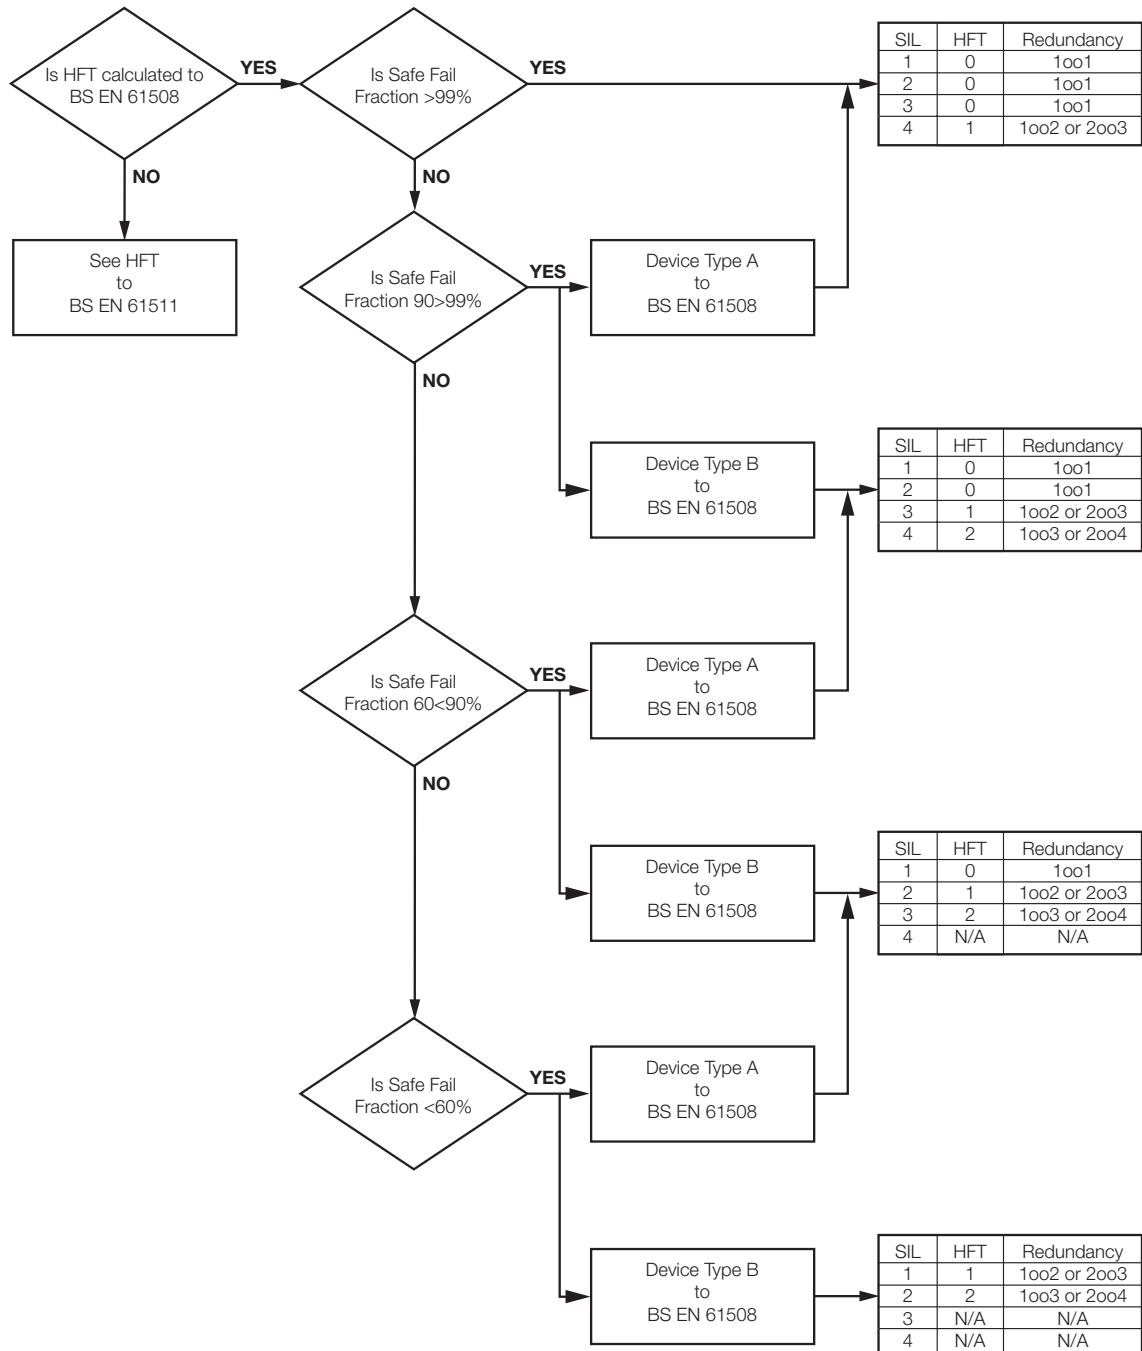 Is HFT calculated to
BS EN 61508
YES
Is Safe Fail
Fraction >99%
YES
SIL HFT Redundancy
1 0 1oo1
2 0 1oo1
3 0 1oo1
4 1 1oo2 or 2oo3
NO
NO
See HFT
to
BS EN 61511
Is Safe Fail
Fraction 90>99%
YES
Device Type A
to
BS EN 61508
NO
Device Type B
to
BS EN 61508
SIL HFT Redundancy
1 0 1oo1
2 0 1oo1
3 1 1oo2 or 2oo3
4 2 1oo3 or 2oo4
Is Safe Fail
Fraction 60<90%
YES
Device Type A
to
BS EN 61508
NO
Device Type B
to
BS EN 61508
SIL HFT Redundancy
1 0 1oo1
2 1 1oo2 or 2oo3
3 2 1oo3 or 2oo4
4 N/A N/A
Is Safe Fail
Fraction <60%
YES
Device Type A
to
BS EN 61508
Device Type B
to
BS EN 61508
SIL HFT Redundancy
1 1 1oo2 or 2oo3
2 2 1oo3 or 2oo4
3 N/A N/A
4 N/A N/A